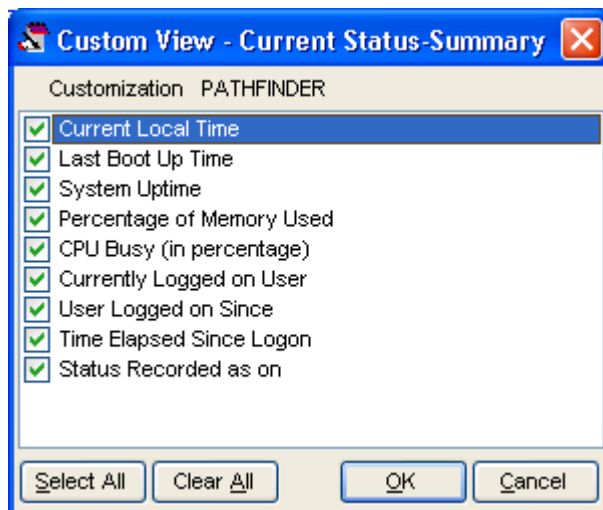 Custom View - Current Status-Summary
Customization PATHFINDER
Current Local Time
Last Boot Up Time
System Uptime
Percentage of Memory Used
CPU Busy (in percentage)
Currently Logged on User
User Logged on Since
Time Elapsed Since Logon
Status Recorded as on
Select All Clear All OK Cancel